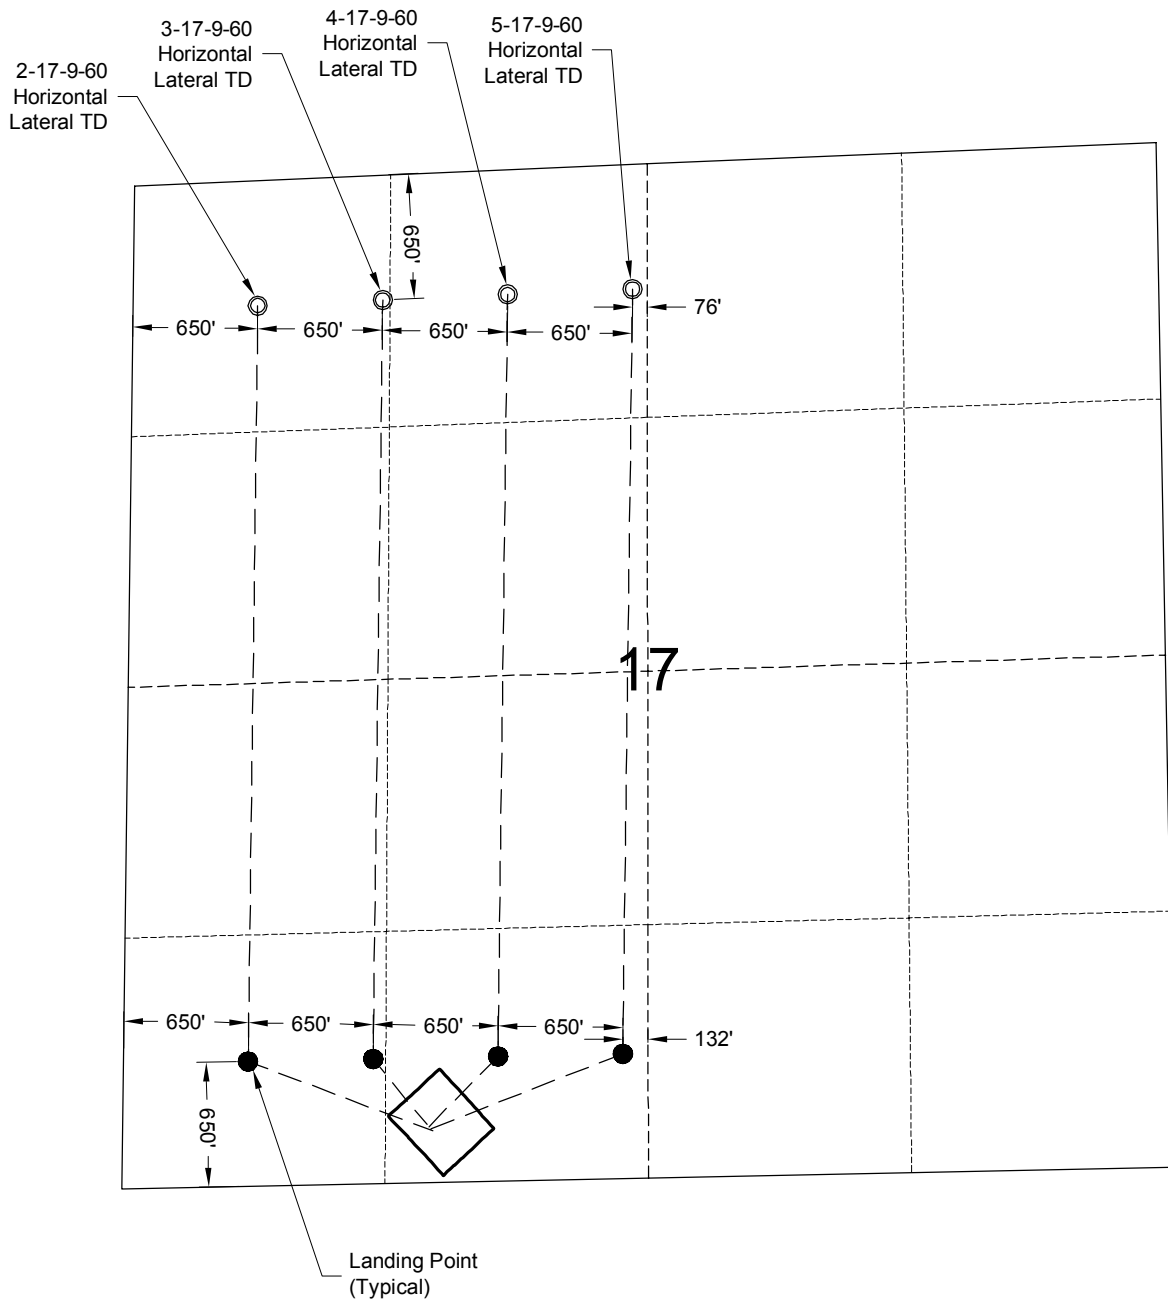 2-17-9-60
Horizontal
Lateral TD
3-17-9-60
Horizontal
Lateral TD
4-17-9-60
Horizontal
Lateral TD
5-17-9-60
Horizontal
Lateral TD
650'
650'
650'
650'
650'
76'
17
650'
650'
650'
650'
132'
650'
Landing Point
(Typical)